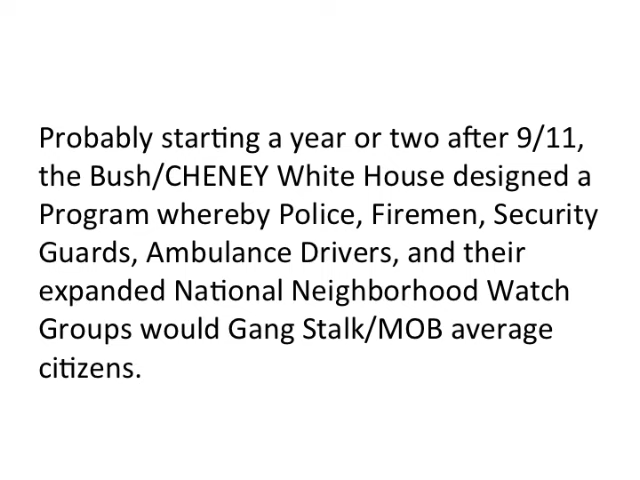 Probably starting a year or two after 9/11,
the Bush/CHENEY White House designed a
Program whereby Police, Firemen, Security
Guards, Ambulance Drivers, and their
expanded National Neighborhood Watch
Groups would Gang Stalk/MOB average
citizens.